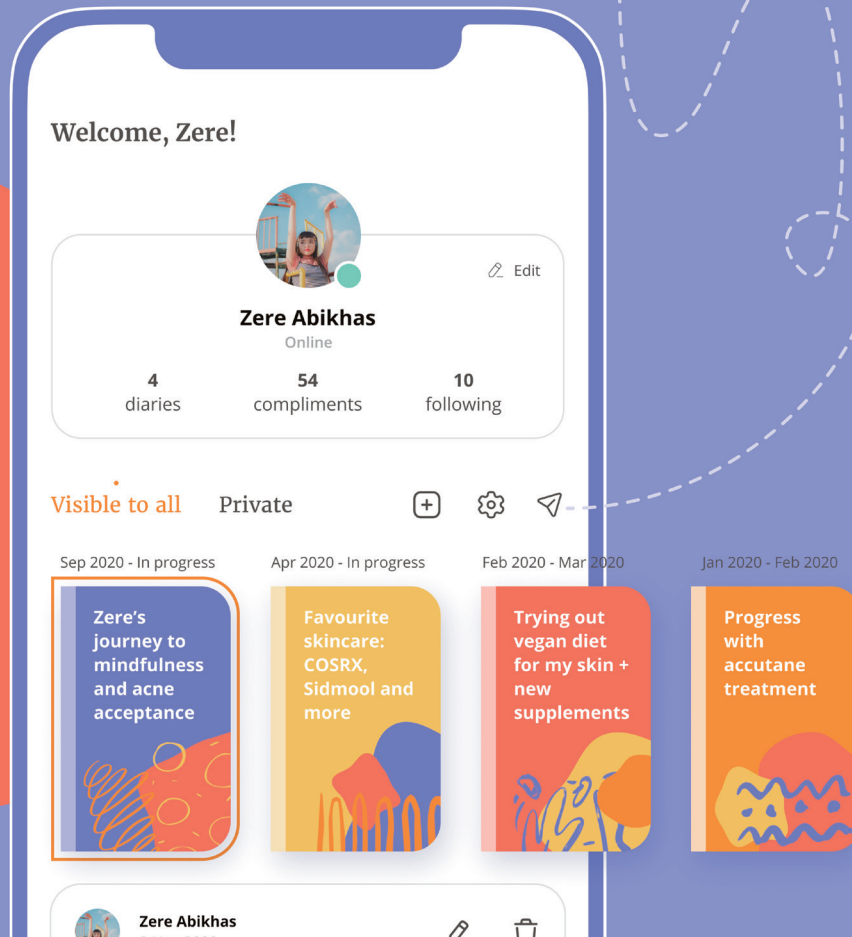 Welcome, Zere!
Edit
Zere Abikhas
Online
4
diaries
54
compliments
10
following
Visible to all
Private
Sep 2020 - In progress
Zere's
journey to
mindfulness
and acne
acceptance
Apr 2020 - In progress
Favourite
skincare:
COSRX,
Sidmool and
more
Feb 2020 - Mar 2020
Trying out
vegan diet
for my skin +
new
supplements
Jan 2020 - Feb 2020
Progress
with
accutane
treatment
Zere Abikhas